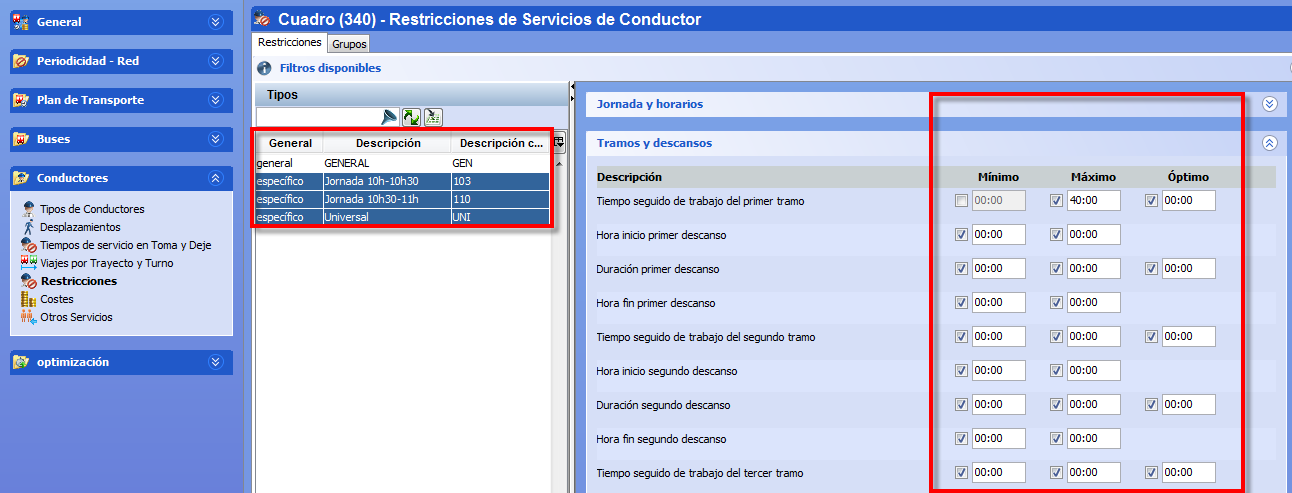 General
Periodicidad - Red
Plan de Transporte
Buses
Conductores
Tipos de Conductores
Desplazamientos
Tiempos de servicio en Toma y Deje
Viajes por Trayecto y Turno
Restricciones
Costes
Otros Servicios
optimización
Cuadro (340) - Restricciones de Servicios de Conductor
Restricciones Grupos
Filtros disponibles
Tipos
General Descripción Descripción c...
general GENERAL GEN
específico Jornada 10h-10h30 103
específico Jornada 10h30-11h 110
específico Universal UNI
Jornada y horarios
Tramos y descansos
Descripción Mínimo Máximo Óptimo
Tiempo seguido de trabajo del primer tramo 00:00 40:00 00:00
Hora inicio primer descanso 00:00 00:00
Duración primer descanso 00:00 00:00 00:00
Hora fin primer descanso 00:00 00:00
Tiempo seguido de trabajo del segundo tramo 00:00 00:00 00:00
Hora inicio segundo descanso 00:00 00:00
Duración segundo descanso 00:00 00:00 00:00
Hora fin segundo descanso 00:00 00:00
Tiempo seguido de trabajo del tercer tramo 00:00 00:00 00:00